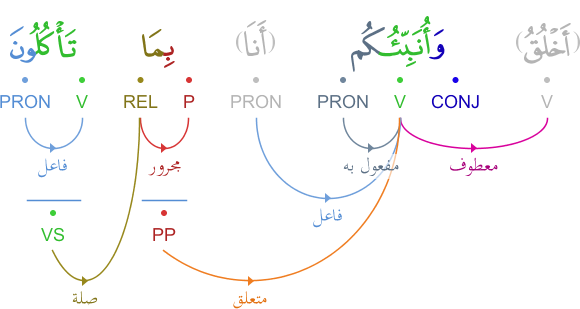 (أَخْلُقُ) وَأُنَبِّئُكُم (أَنَا) بِمَا تَأْكُلُونَ
V CONJ V PRON PRON P REL V PRON
معطوف مفعول به مجرور فاعل
فاعل
PP VS
متعلق صلة